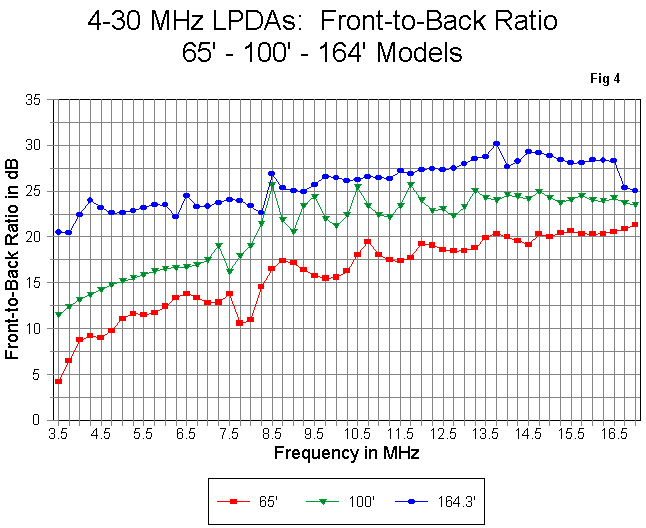 4-30 MHz LPDAs:  Front-to-Back Ratio
65' - 100' - 164' Models
Fig 4
Front-to-Back Ratio in dB
35
30
25
20
15
10
5
0
3.5 4.5 5.5 6.5 7.5 8.5 9.5 10.5 11.5 12.5 13.5 14.5 15.5 16.5
Frequency in MHz
65' 100' 164.3'